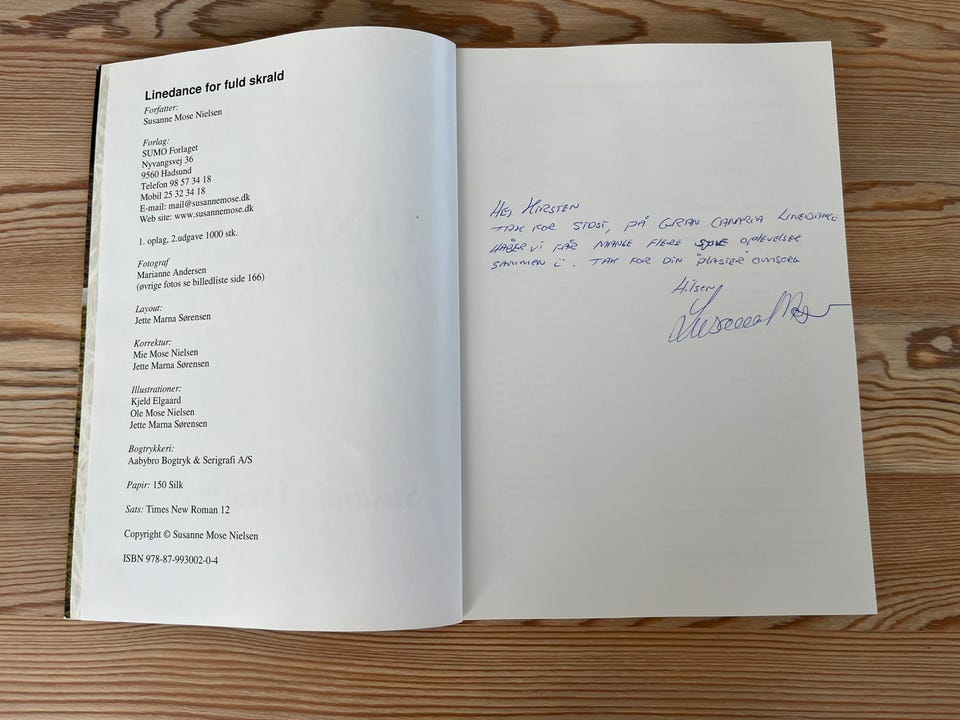 Linedance for fuld skrald
Forfatter:
Susanne Mose Nielsen
Forlag:
SUMO Forlaget
Nyvangsvej 36
9560 Hadsund
Telefon 98 57 34 18
Mobil 25 32 34 18
E-mail: mail@susannemose.dk
Web site: www.susannemose.dk
1. oplag, 2.udgave 1000 stk.
Fotograf
Marianne Andersen
(øvrige fotos se billedliste side 166)
Layout:
Jette Marna Sørensen
Korrektur:
Mie Mose Nielsen
Jette Marna Sørensen
Illustrationer:
Kjeld Elgaard
Ole Mose Nielsen
Jette Marna Sørensen
Bogtrykkeri:
Aabybro Bogtryk & Serigrafi A/S
Papir: 150 Silk
Sats: Times New Roman 12
Copyright © Susanne Mose Nielsen
ISBN 978-87-993002-0-4
HEJ KIRSTEN
TAK FOR SIDST, PÅ GRAN CANARIA LINEDANCE
HÅBER VI FÅR MANGE FLERE OPLEVELSER
SAMMEN . TAK FOR DIN "PLASTER" OMSORG
Hilsen
Susanne Mose